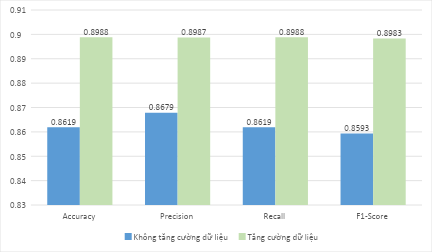 0.91
0.9
0.89
0.88
0.87
0.86
0.85
0.84
0.83
0.8619
0.8988
0.8679
0.8987
0.8619
0.8988
0.8593
0.8983
Accuracy
Precision
Recall
F1-Score
Không tăng cường dữ liệu
Tăng cường dữ liệu